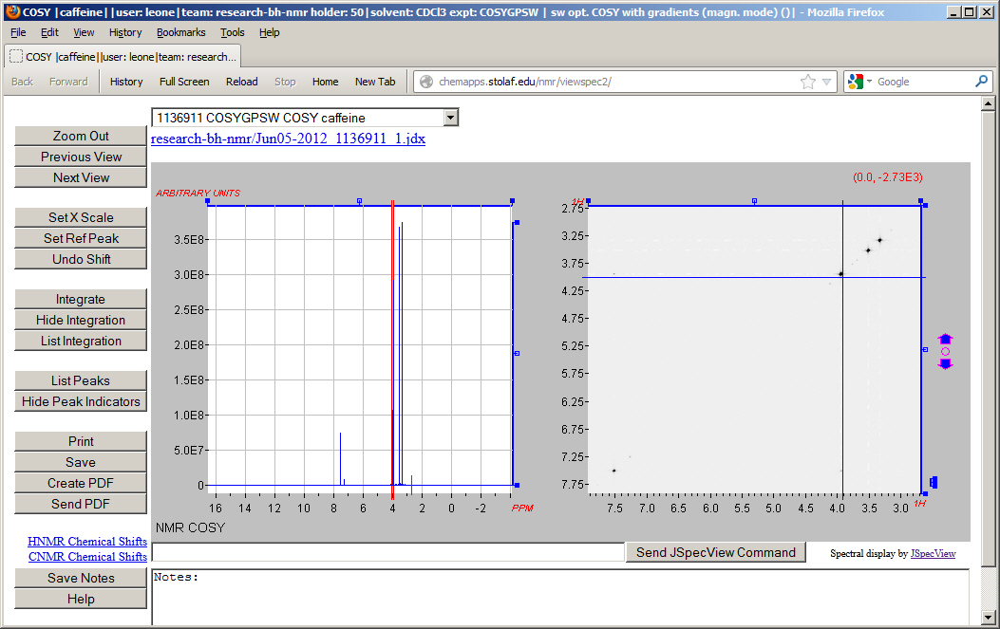 COSY |caffeine||user: leone|team: research-bh-nmr holder: 50|solvent: CDCl3 expt: COSYGPSW | sw opt. COSY with gradients (magn. mode) ()| - Mozilla Firefox
File Edit View History Bookmarks Tools Help
COSY |caffeine||user: leone|team: research...
Back Forward History Full Screen Reload Stop Home New Tab chemapps.stolaf.edu/nmr/viewspec2/ Google
1136911 COSYGPSW COSY caffeine
research-bh-nmr/Jun05-2012_1136911_1.jdx
Zoom Out
Previous View
Next View
Set X Scale
Set Ref Peak
Undo Shift
Integrate
Hide Integration
List Integration
List Peaks
Hide Peak Indicators
Print
Save
Create PDF
Send PDF
HNMR Chemical Shifts
CNMR Chemical Shifts
Save Notes
Help
ARBITRARY UNITS
3.5E8
3.0E8
2.5E8
2.0E8
1.5E8
1.0E8
5.0E7
0
16 14 12 10 8 6 4 2 0 -2 PPM
NMR COSY
(0.0, -2.73E3)
1H
2.75
3.25
3.75
4.25
4.75
5.25
5.75
6.25
6.75
7.25
7.75
7.5 7.0 6.5 6.0 5.5 5.0 4.5 4.0 3.5 3.0 1H
Send JSpecView Command
Spectral display by JSpecView
Notes: